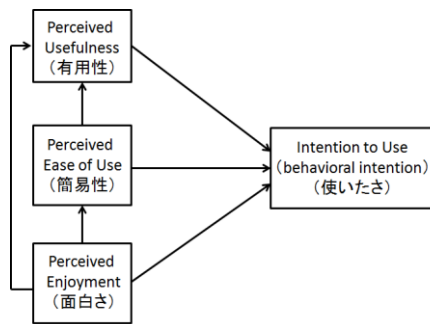 Perceived
Usefulness
（有用性）
Perceived
Ease of Use
（簡易性）
Intention to Use
（behavioral intention）
（使いたさ）
Perceived
Enjoyment
（面白さ）